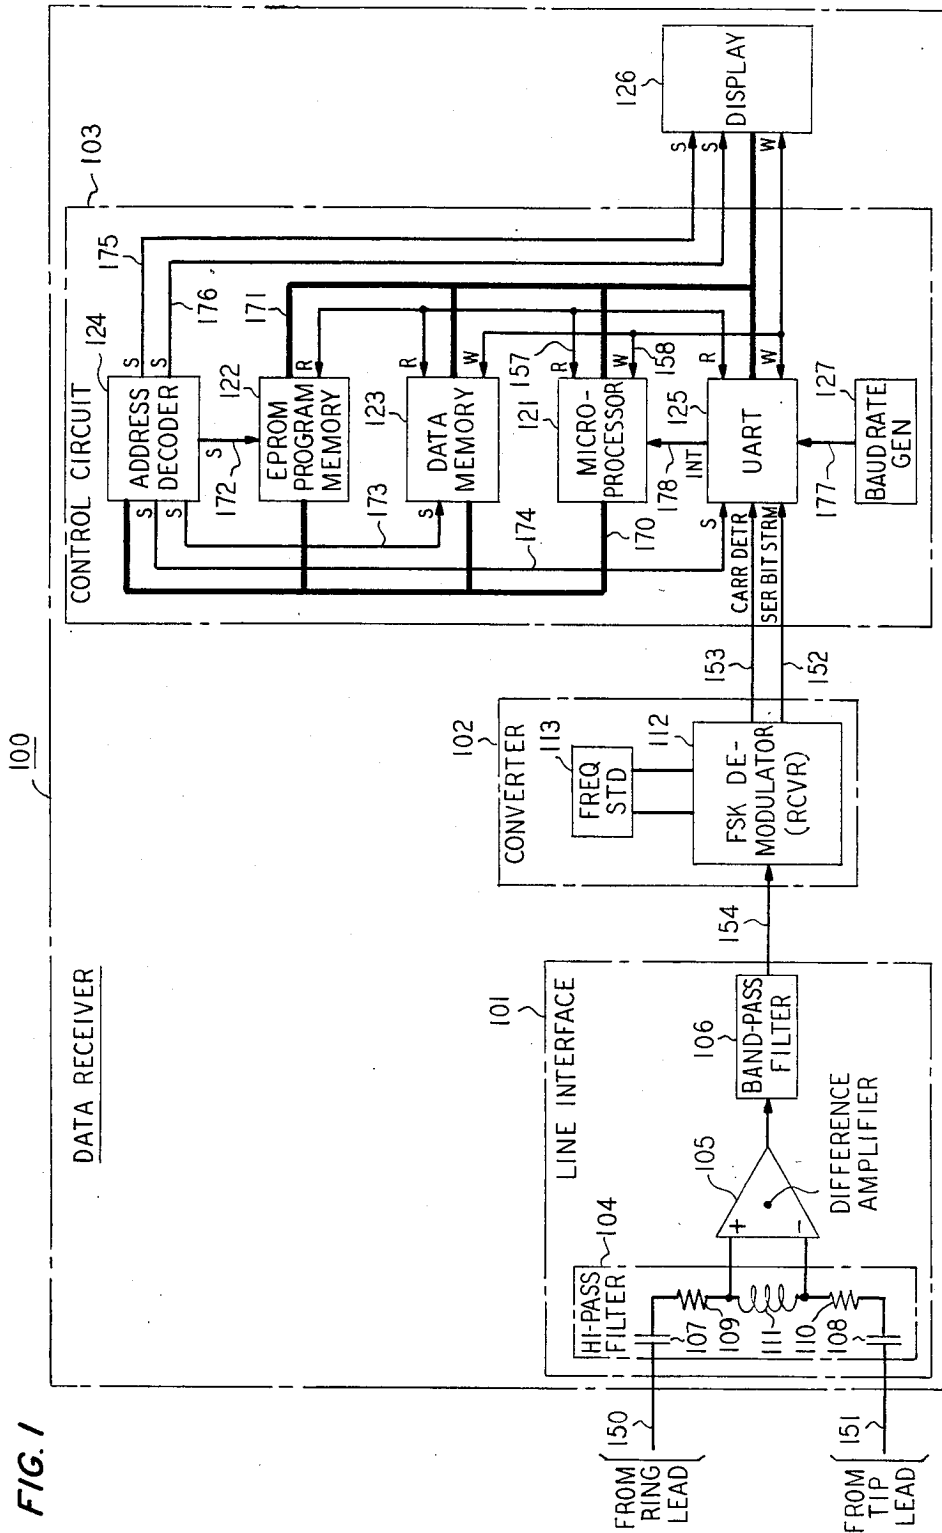 FIG. 1
100
DATA RECEIVER
FROM
RING
LEAD
150
FROM
TIP
LEAD
151
LINE INTERFACE
101
HI-PASS
FILTER
104
107
109
111
110
108
+
-
105
DIFFERENCE
AMPLIFIER
106
BAND-PASS
FILTER
154
CONVERTER
102
113
FREQ
STD
112
FSK DE-
MODULATOR
(RCVR)
153
152
CONTROL CIRCUIT
103
CARR DETR
SER BIT STRM
124
ADDRESS
DECODER
S
S
S
S
S
172
175
176
173
174
122
EPROM
PROGRAM
MEMORY
R
171
123
DATA
MEMORY
S
R
W
121
MICRO-
PROCESSOR
R
W
157
158
170
178
INT
125
UART
S
R
W
177
127
BAUD RATE
GEN
126
DISPLAY
S
S
W